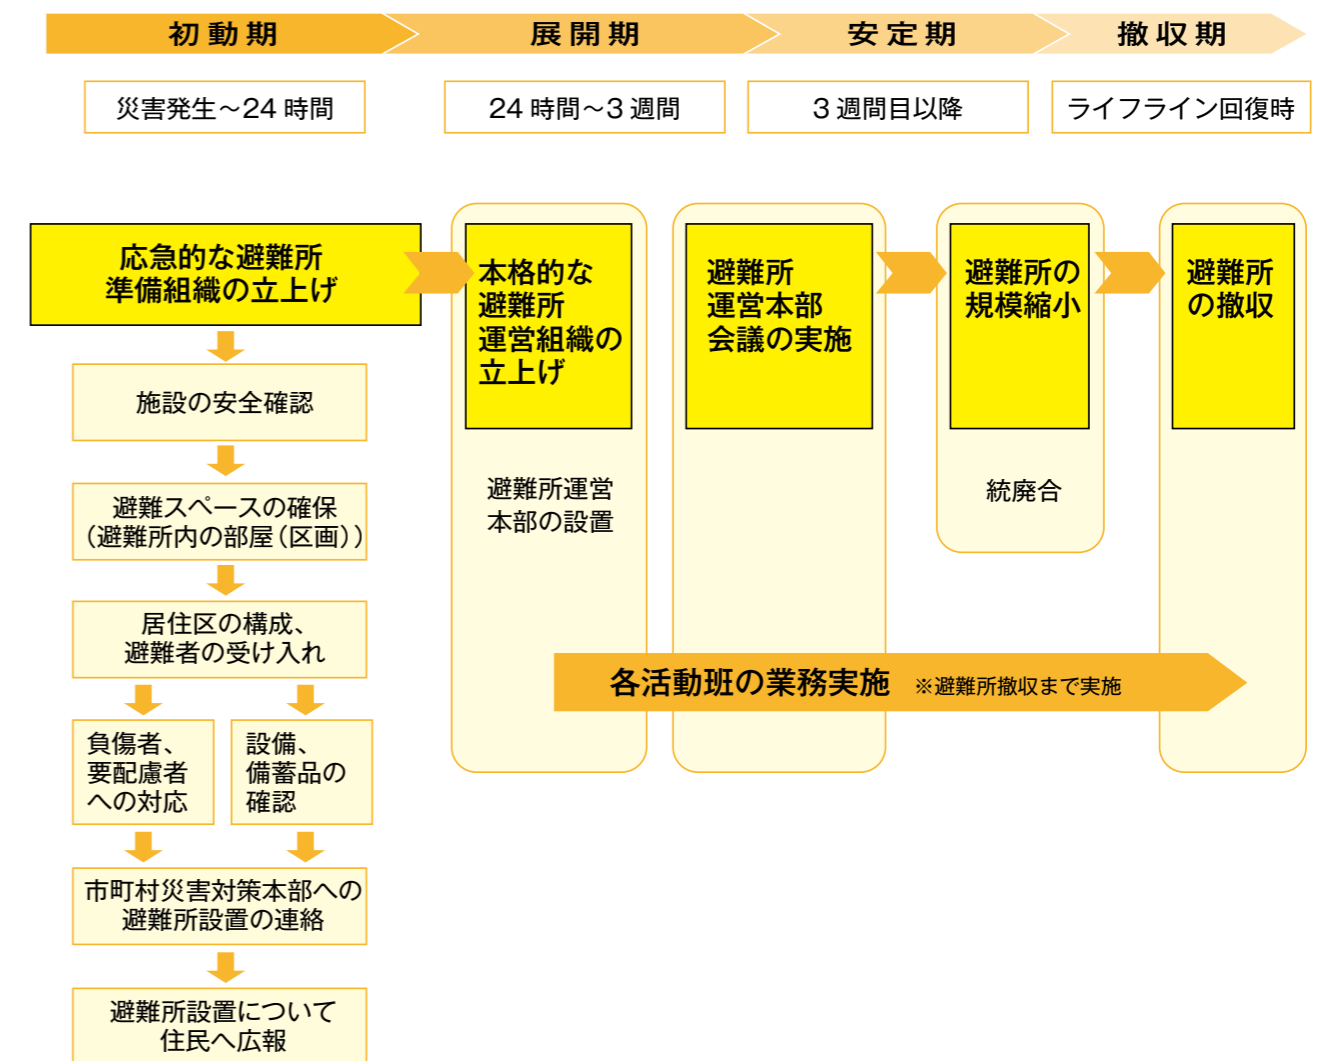 初動期
展開期
安定期
撤収期
災害発生～24 時間
24 時間～3 週間
3 週間目以降
ライフライン回復時
応急的な避難所
準備組織の立上げ
施設の安全確認
避難スペースの確保
（避難所内の部屋（区画））
居住区の構成、
避難者の受け入れ
負傷者、
要配慮者
への対応
設備、
備蓄品の
確認
市町村災害対策本部への
避難所設置の連絡
避難所設置について
住民へ広報
本格的な
避難所
運営組織の
立上げ
避難所運営
本部の設置
避難所
運営本部
会議の実施
避難所の
規模縮小
統廃合
避難所
の撤収
各活動班の業務実施 ※避難所撤収まで実施